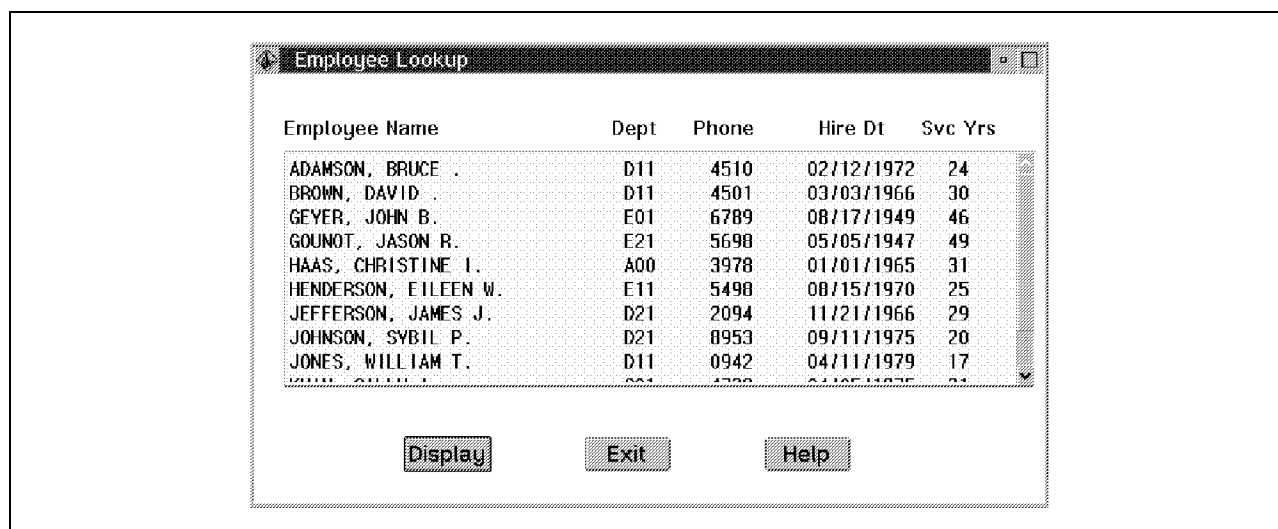 Employee Lookup
Employee Name Dept Phone Hire Dt Svc Yrs
ADAMSON, BRUCE . D11 4510 02/12/1972 24
BROWN, DAVID . D11 4501 03/03/1966 30
GEYER, JOHN B. E01 6789 08/17/1949 46
GOUNOT, JASON R. E21 5698 05/05/1947 49
HAAS, CHRISTINE I. A00 3978 01/01/1965 31
HENDERSON, EILEEN W. E11 5498 08/15/1970 25
JEFFERSON, JAMES J. D21 2094 11/21/1966 29
JOHNSON, SYBIL P. D21 8953 09/11/1975 20
JONES, WILLIAM T. D11 0942 04/11/1979 17
Display Exit Help